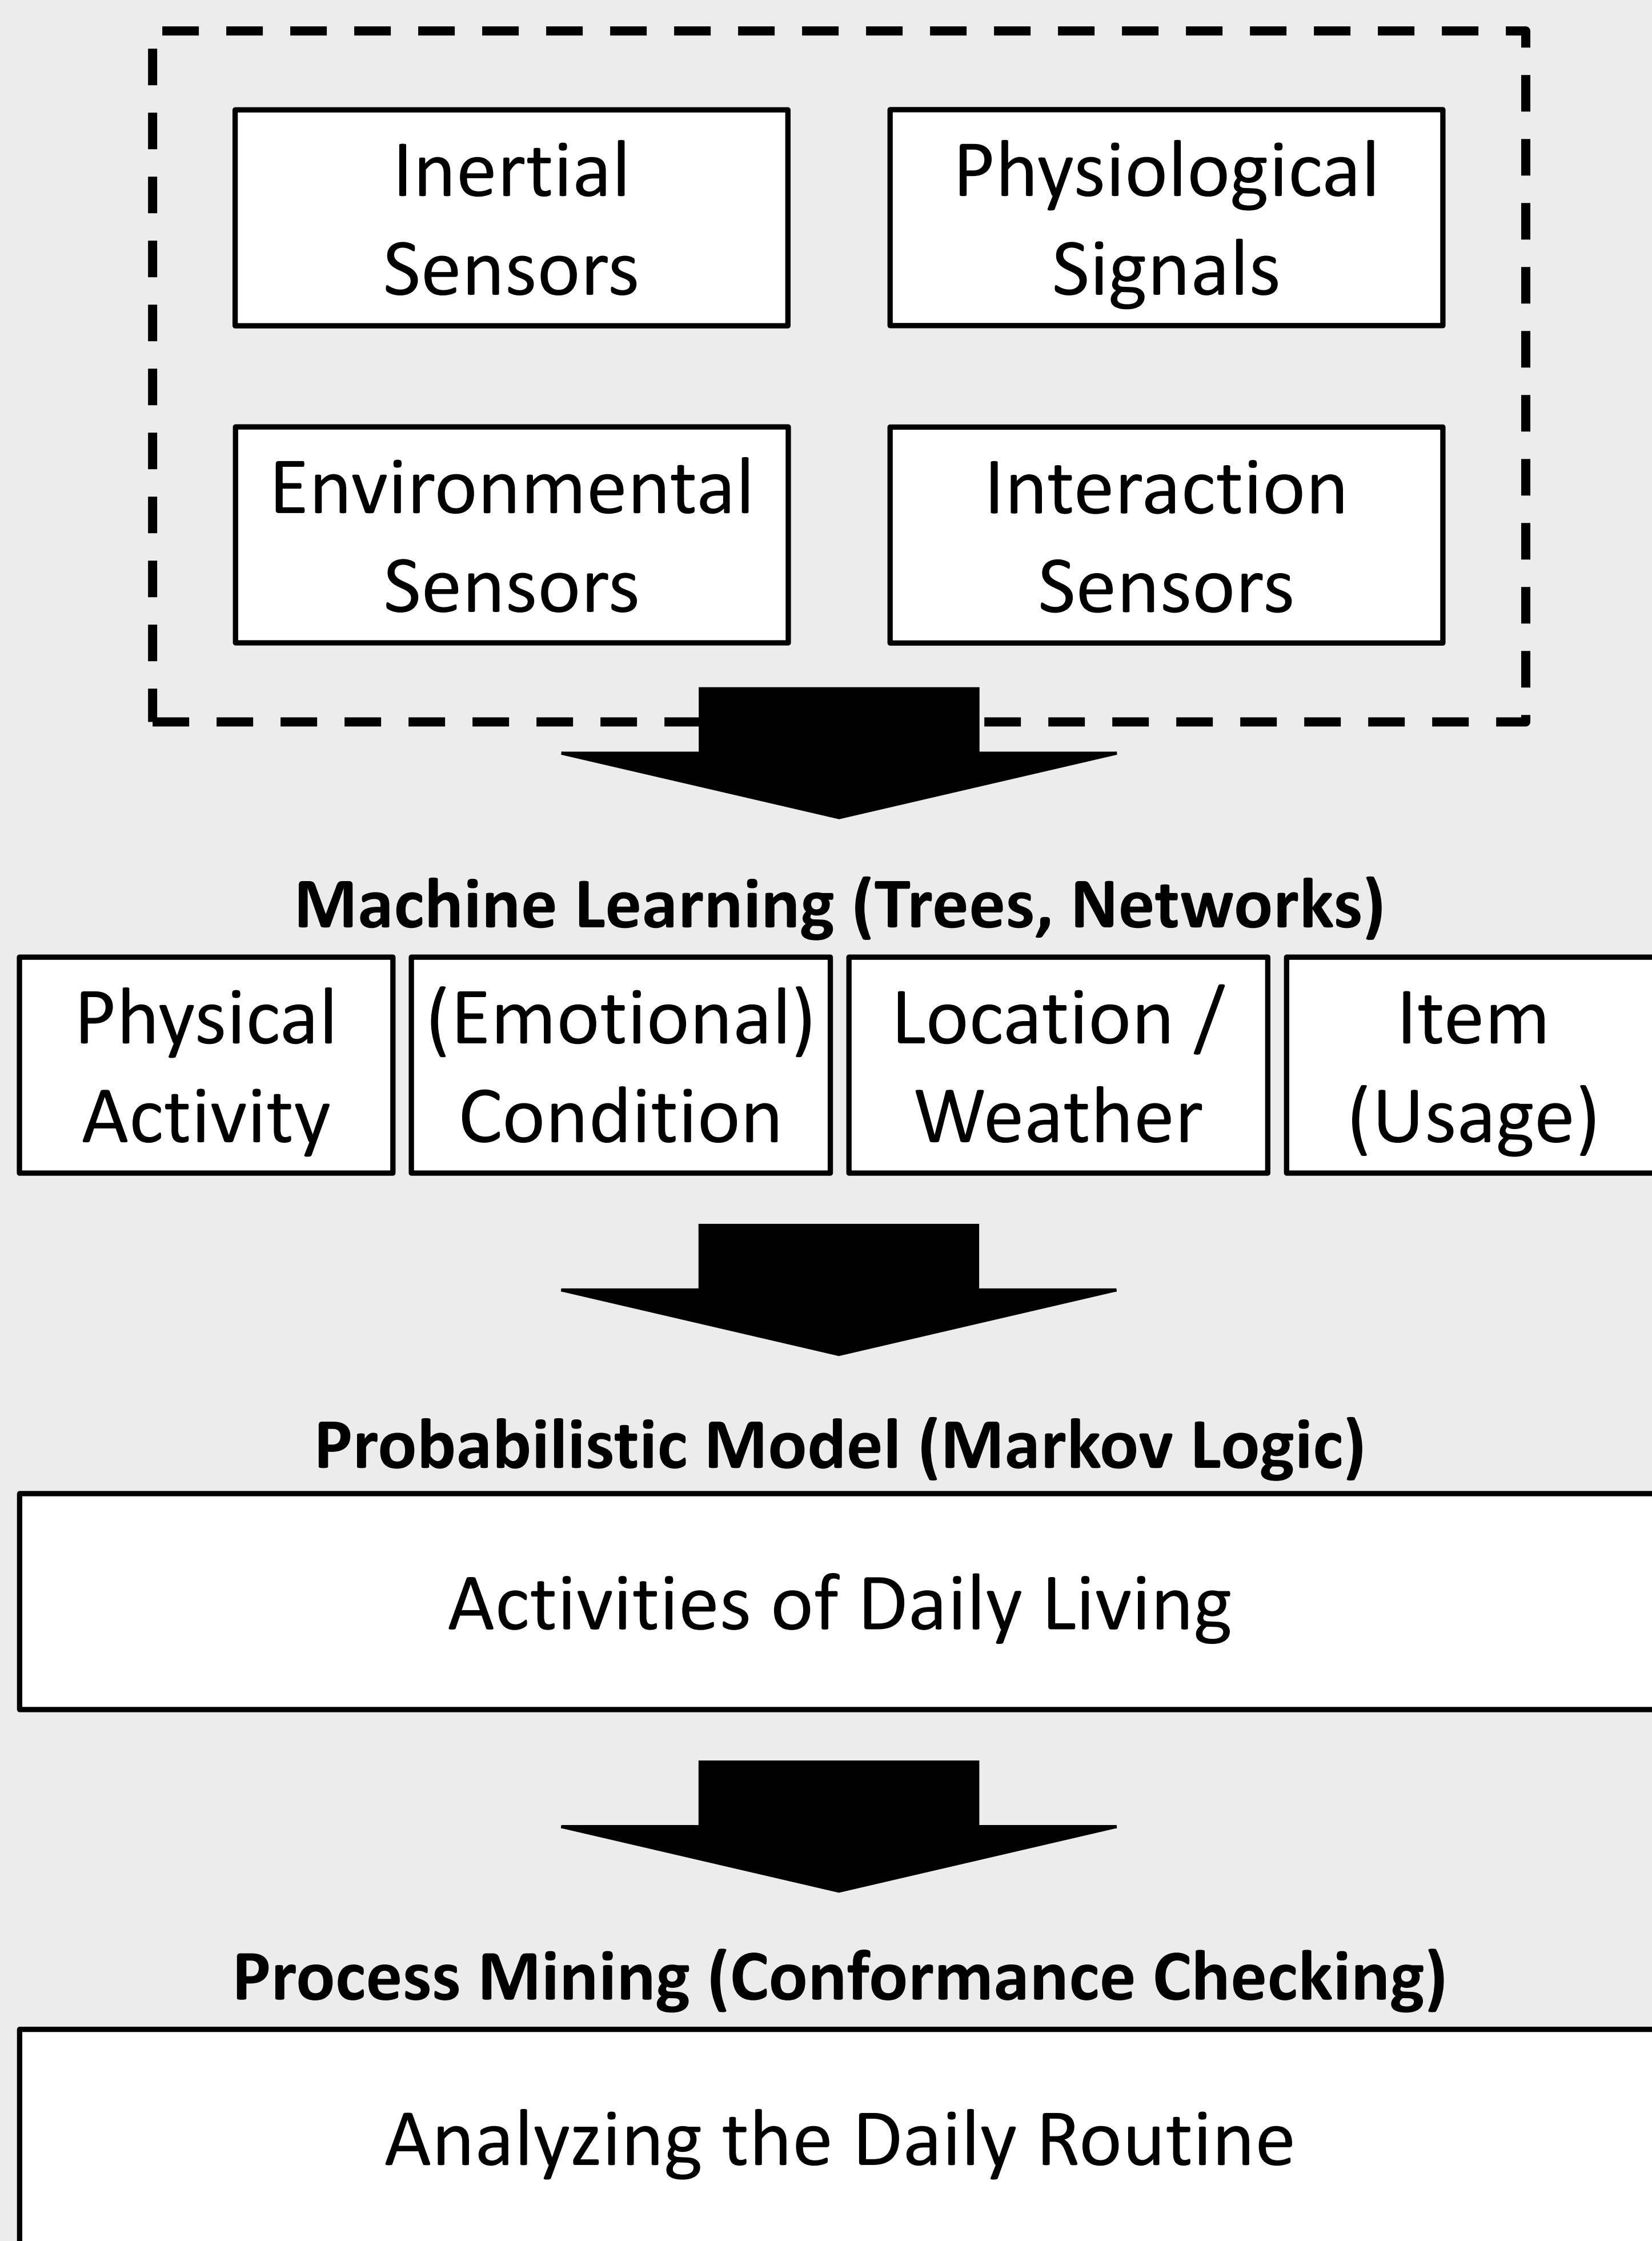 Inertial
Sensors
Physiological
Signals
Environmental
Sensors
Interaction
Sensors
Machine Learning (Trees, Networks)
Physical
Activity
(Emotional)
Condition
Location /
Weather
Item
(Usage)
Probabilistic Model (Markov Logic)
Activities of Daily Living
Process Mining (Conformance Checking)
Analyzing the Daily Routine